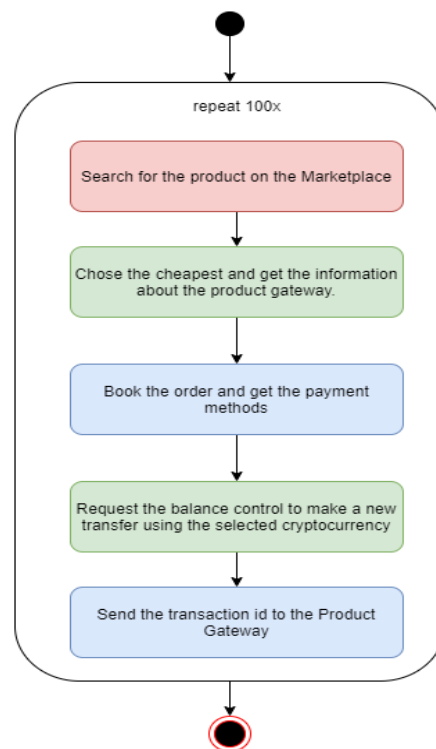 repeat 100x
Search for the product on the Marketplace
Chose the cheapest and get the information
about the product gateway.
Book the order and get the payment
methods
Request the balance control to make a new
transfer using the selected cryptocurrency
Send the transaction id to the Product
Gateway